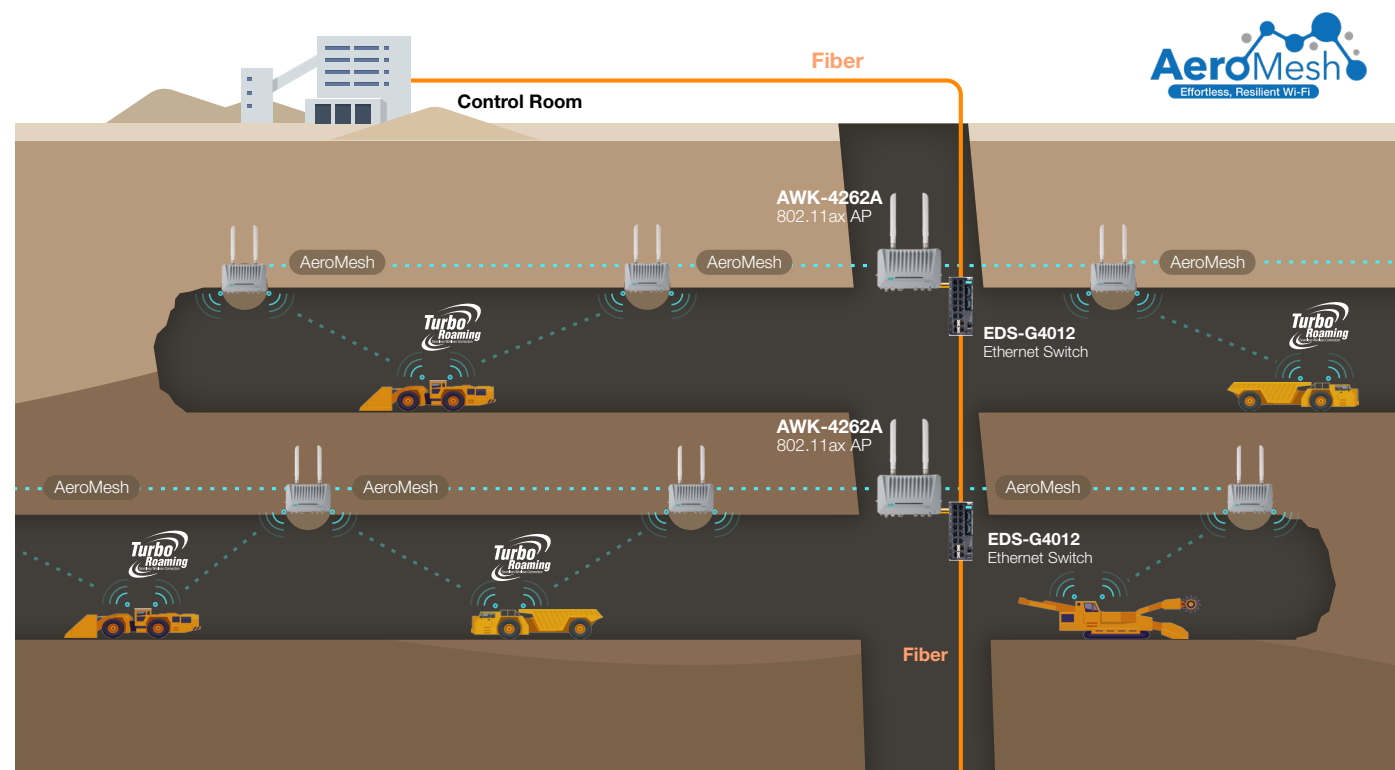 Fiber
AeroMesh
Effortless, Resilient Wi-Fi
Control Room
AWK-4262A
802.11ax AP
AeroMesh
AeroMesh
AeroMesh
Turbo
Roaming
Turbo
Roaming
EDS-G4012
Ethernet Switch
AWK-4262A
802.11ax AP
AeroMesh
AeroMesh
AeroMesh
Turbo
Roaming
Turbo
Roaming
EDS-G4012
Ethernet Switch
Fiber